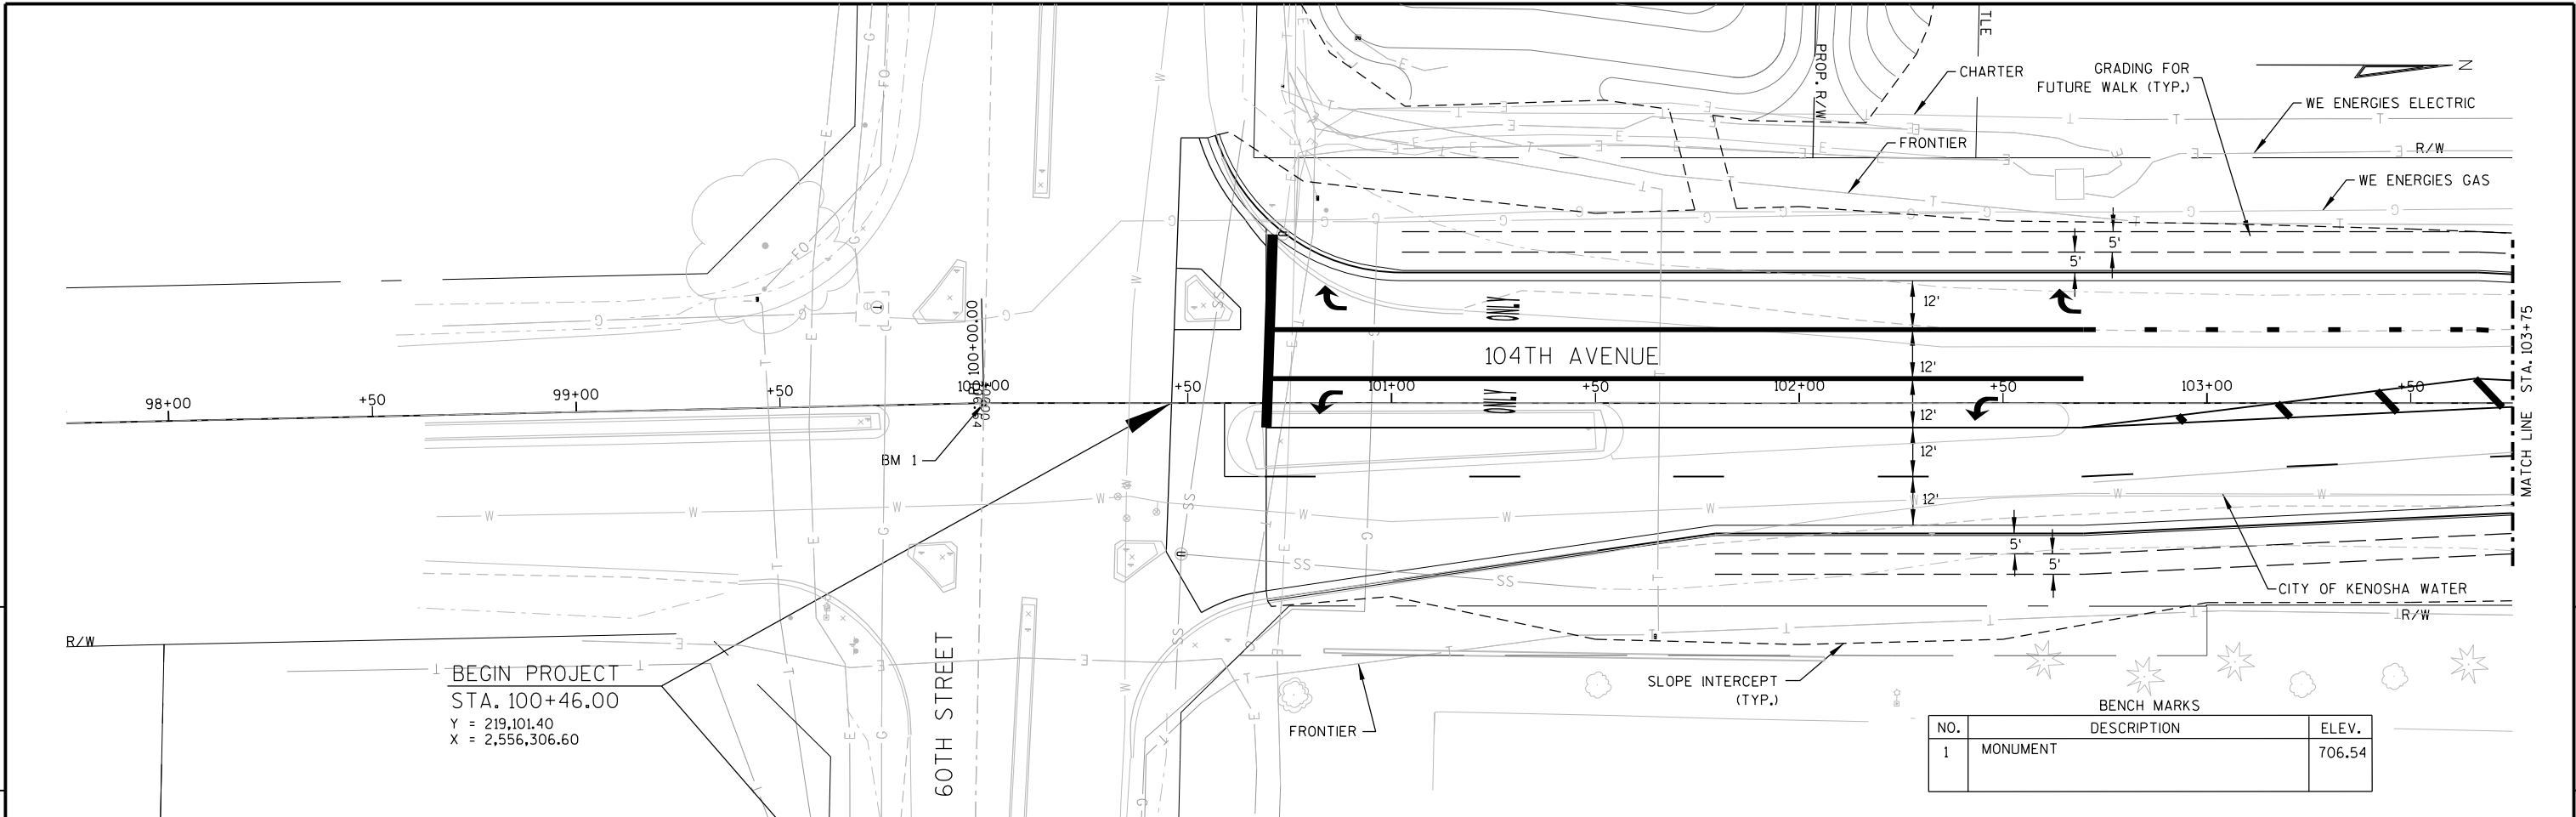 TLE
PROP. R/W
CHARTER
GRADING FOR
FUTURE WALK (TYP.)
N
WE ENERGIES ELECTRIC
FRONTIER
R/W
WE ENERGIES GAS
FO
FO
5'
5'
12'
ONLY
104TH AVENUE
12'
98+00
+50
99+00
+50
100+00
+50
101+00
+50
102+00
+50
103+00
+50
12'
ONLY
12'
12'
MATCH LINE STA. 103+75
BM 1
5'
5'
CITY OF KENOSHA WATER
R/W
R/W
BEGIN PROJECT
STA. 100+46.00
Y = 219,101.40
X = 2,556,306.60
60TH STREET
SLOPE INTERCEPT
(TYP.)
FRONTIER
BENCH MARKS
NO. DESCRIPTION ELEV.
1 MONUMENT 706.54